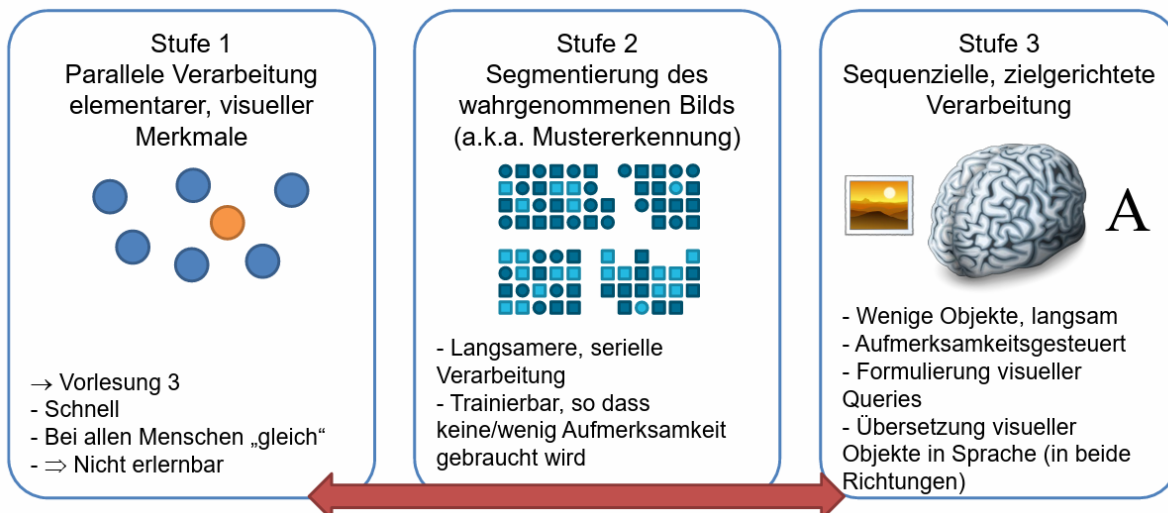 Stufe 1
Parallele Verarbeitung
elementarer, visueller
Merkmale
→ Vorlesung 3
- Schnell
- Bei allen Menschen „gleich“
- ⇒ Nicht erlernbar
Stufe 2
Segmentierung des
wahrgenommenen Bilds
(a.k.a. Mustererkennung)
- Langsamere, serielle
Verarbeitung
- Trainierbar, so dass
keine/wenig Aufmerksamkeit
gebraucht wird
Stufe 3
Sequenzielle, zielgerichtete
Verarbeitung
A
- Wenige Objekte, langsam
- Aufmerksamkeitsgesteuert
- Formulierung visueller
Queries
- Übersetzung visueller
Objekte in Sprache (in beide
Richtungen)